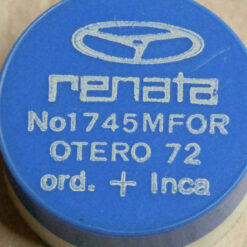 renata
No1745MFOR
OTERO 72
ord. + Inca